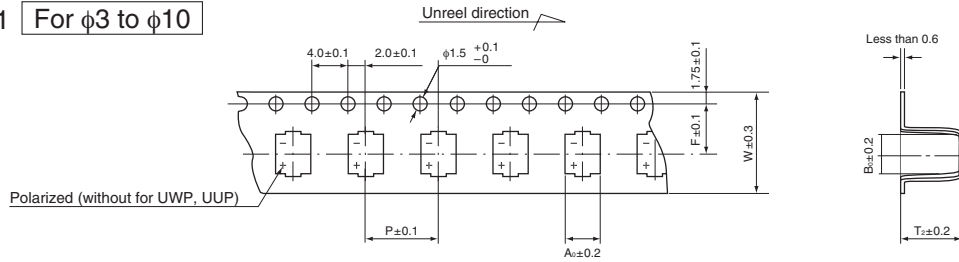 1 For φ3 to φ10
Unreel direction
Less than 0.6
4.0±0.1
2.0±0.1
φ1.5 +0.1 −0
1.75±0.1
F±0.1
W±0.3
B0±0.2
− − − − − −
+ + + + + +
Polarized (without for UWP, UUP)
P±0.1
A0±0.2
T2±0.2